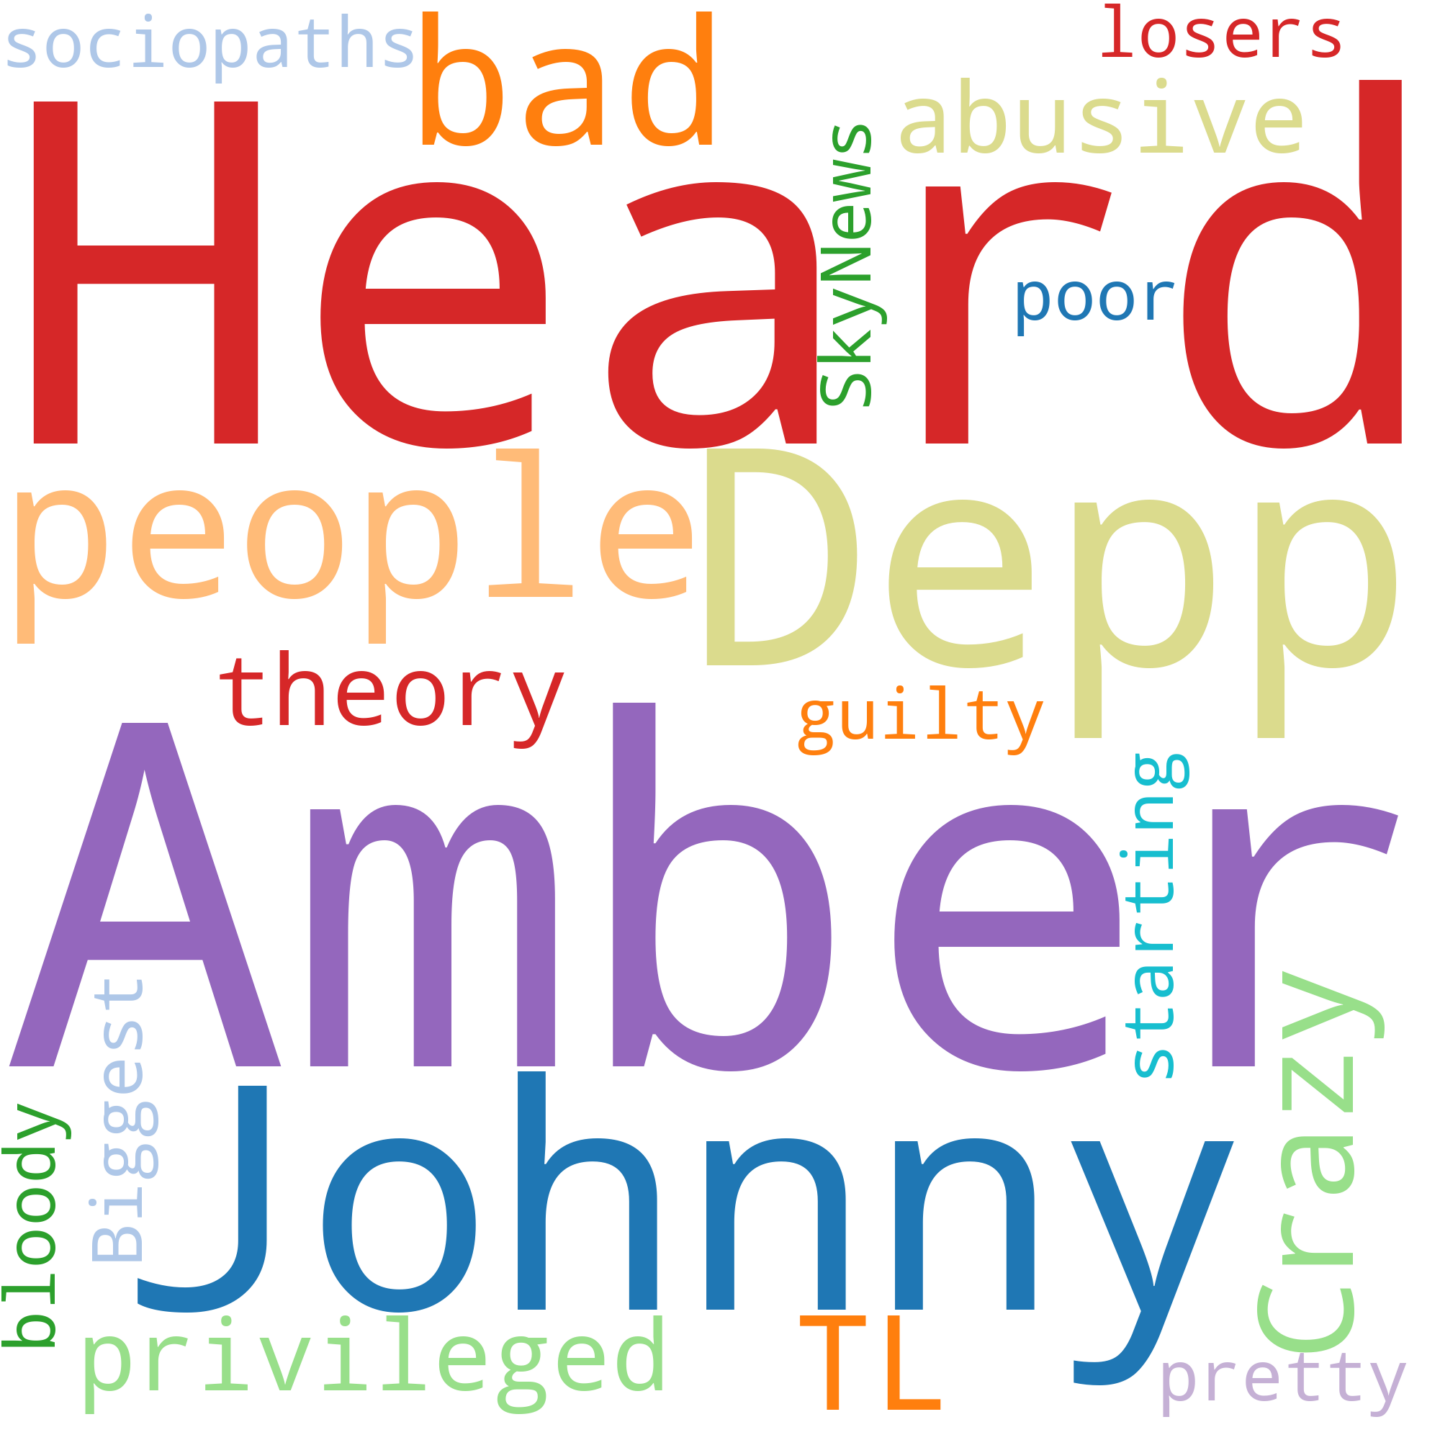 sociopaths
bad
losers
abusive
Heard
SkyNews
poor
people
Depp
theory
guilty
Amber
starting
Biggest
Crazy
bloody
Johnny
privileged
TL
pretty